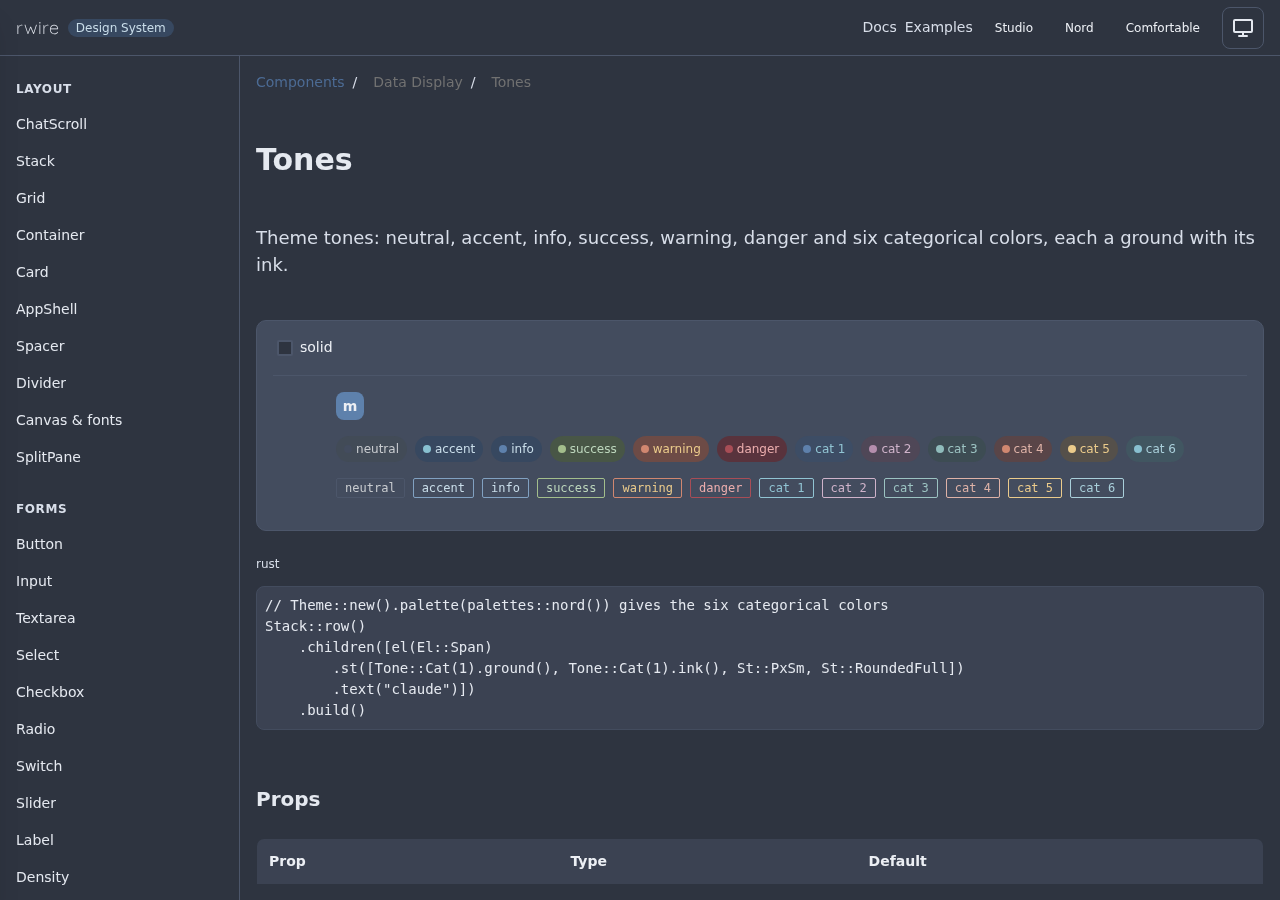 rwire Design System
Docs Examples Studio Nord Comfortable
LAYOUT
ChatScroll
Stack
Grid
Container
Card
AppShell
Spacer
Divider
Canvas & fonts
SplitPane
FORMS
Button
Input
Textarea
Select
Checkbox
Radio
Switch
Slider
Label
Density
Components / Data Display / Tones
Tones
Theme tones: neutral, accent, info, success, warning, danger and six categorical colors, each a ground with its
ink.
solid
m
neutral accent info success warning danger cat 1 cat 2 cat 3 cat 4 cat 5 cat 6
neutral accent info success warning danger cat 1 cat 2 cat 3 cat 4 cat 5 cat 6
rust
// Theme::new().palette(palettes::nord()) gives the six categorical colors
Stack::row()
    .children([el(El::Span)
        .st([Tone::Cat(1).ground(), Tone::Cat(1).ink(), St::PxSm, St::RoundedFull])
        .text("claude")])
    .build()
Props
Prop Type Default